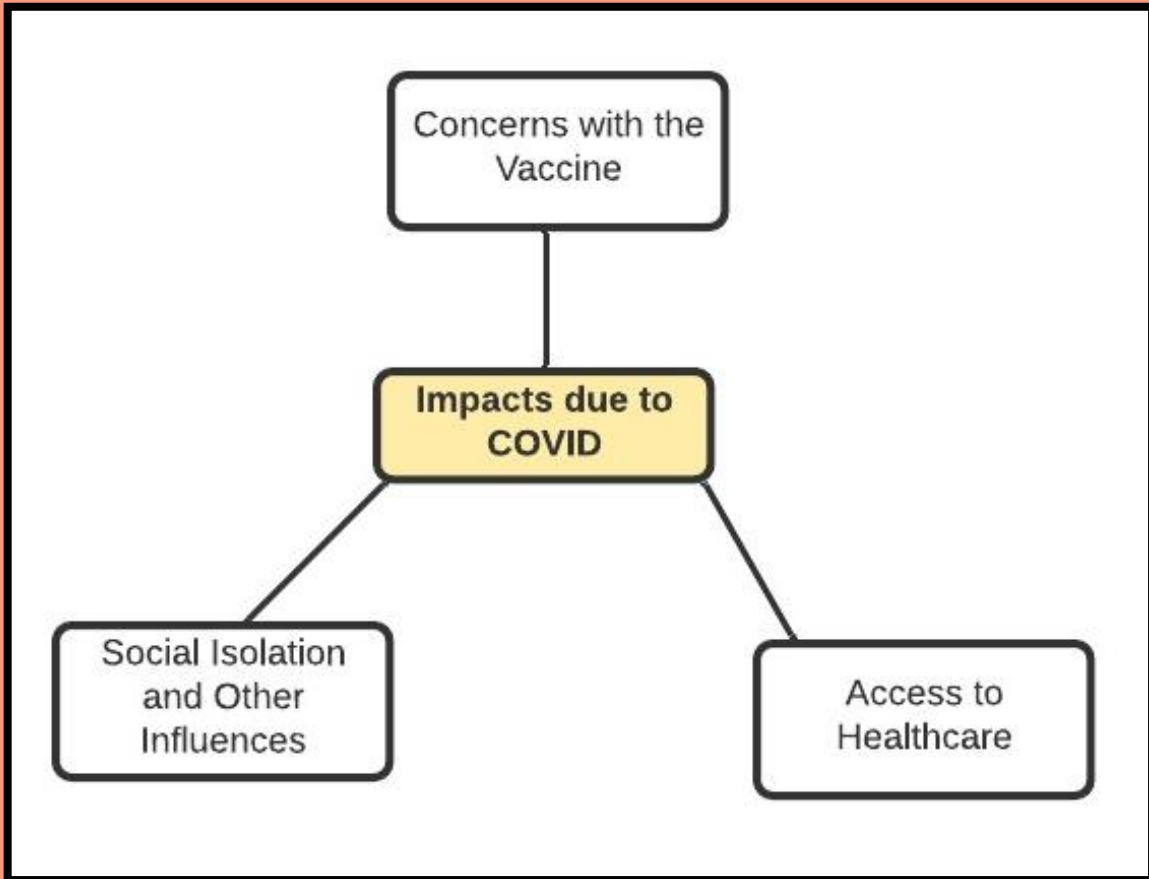 Concerns with the
Vaccine
Impacts due to
COVID
Social Isolation
and Other
Influences
Access to
Healthcare